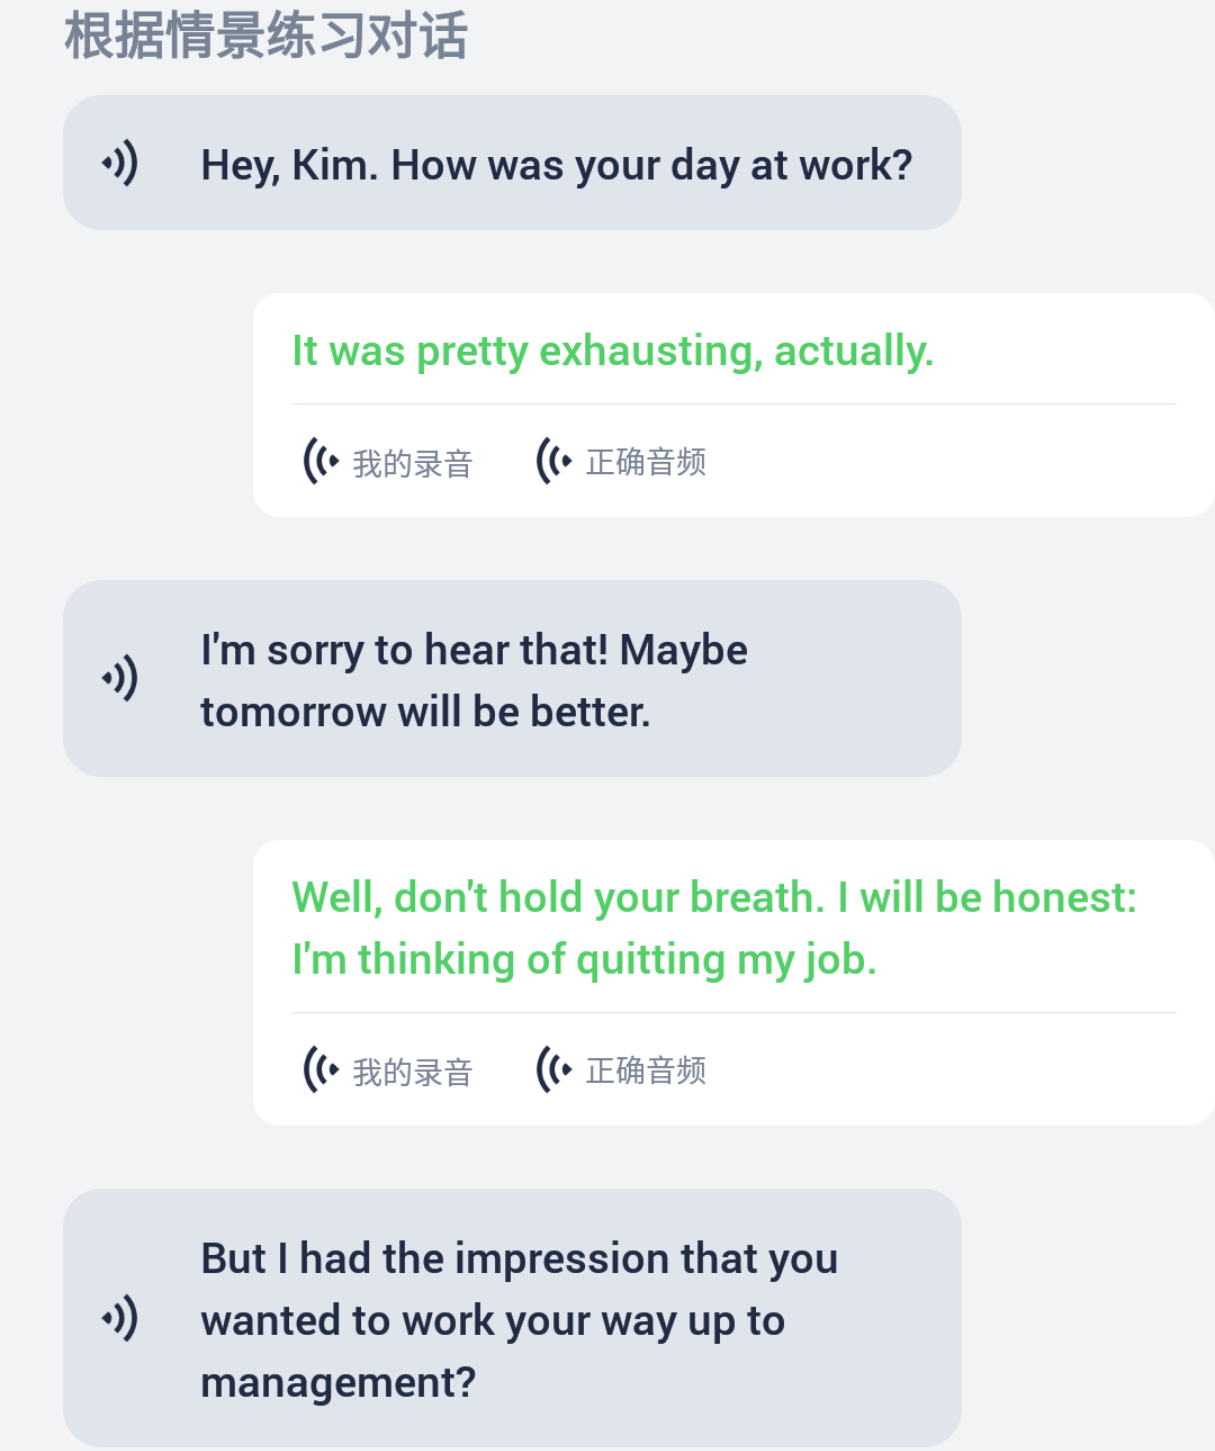 根据情景练习对话
Hey, Kim. How was your day at work?
It was pretty exhausting, actually.
我的录音 正确音频
I'm sorry to hear that! Maybe
tomorrow will be better.
Well, don't hold your breath. I will be honest:
I'm thinking of quitting my job.
我的录音 正确音频
But I had the impression that you
wanted to work your way up to
management?